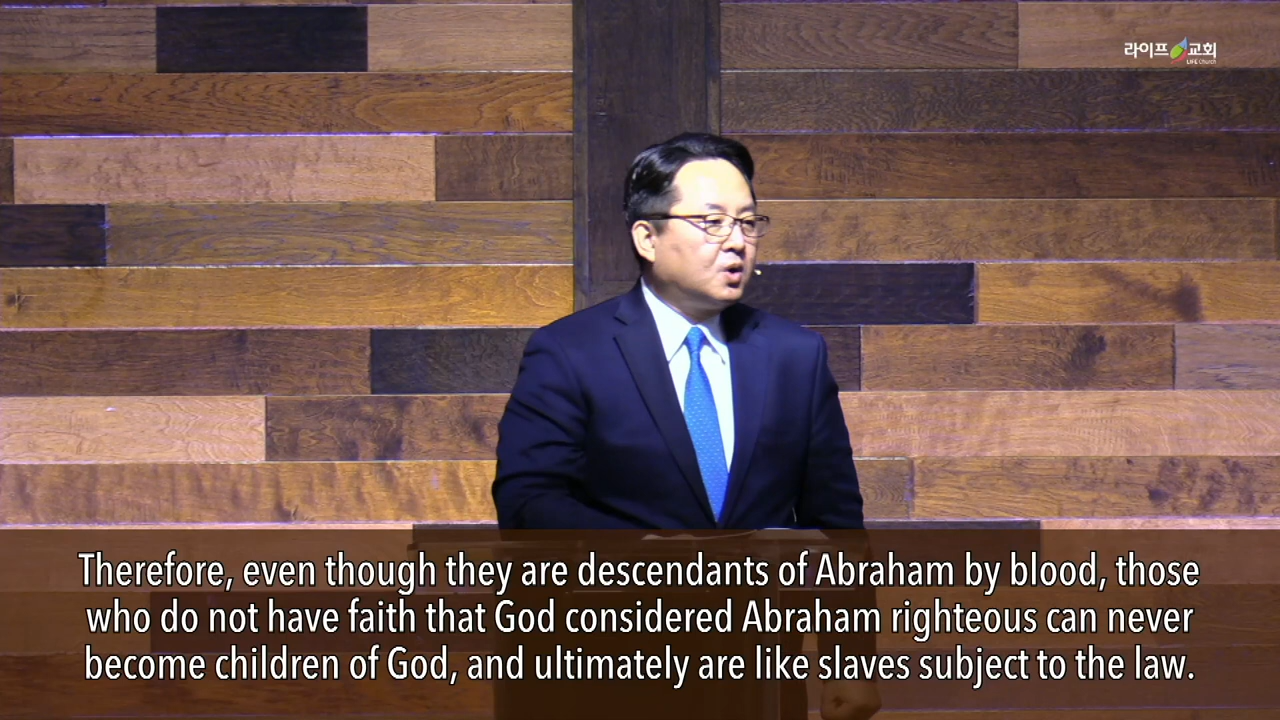 라이프 교회
LIFE Church
Therefore, even though they are descendants of Abraham by blood, those
who do not have faith that God considered Abraham righteous can never
become children of God, and ultimately are like slaves subject to the law.